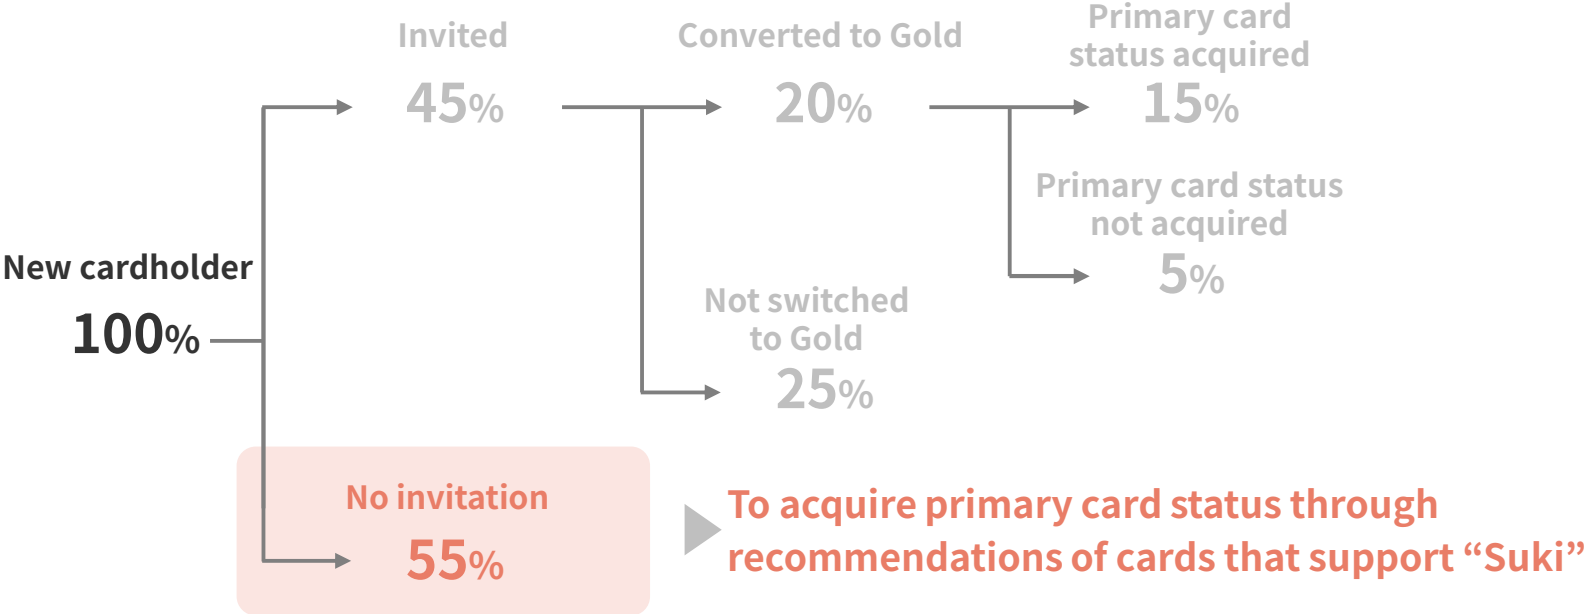 Invited
45%
Converted to Gold
20%
Primary card
status acquired
15%
Primary card status
not acquired
5%
New cardholder
100%
Not switched
to Gold
25%
No invitation
55%
To acquire primary card status through
recommendations of cards that support “Suki”